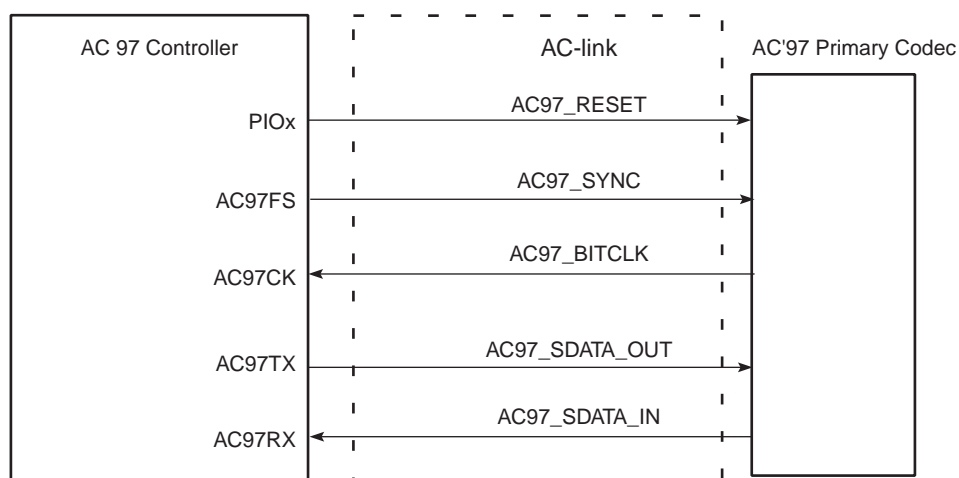 AC 97 Controller
AC-link
AC'97 Primary Codec
PIOx
AC97_RESET
AC97FS
AC97_SYNC
AC97CK
AC97_BITCLK
AC97TX
AC97_SDATA_OUT
AC97RX
AC97_SDATA_IN